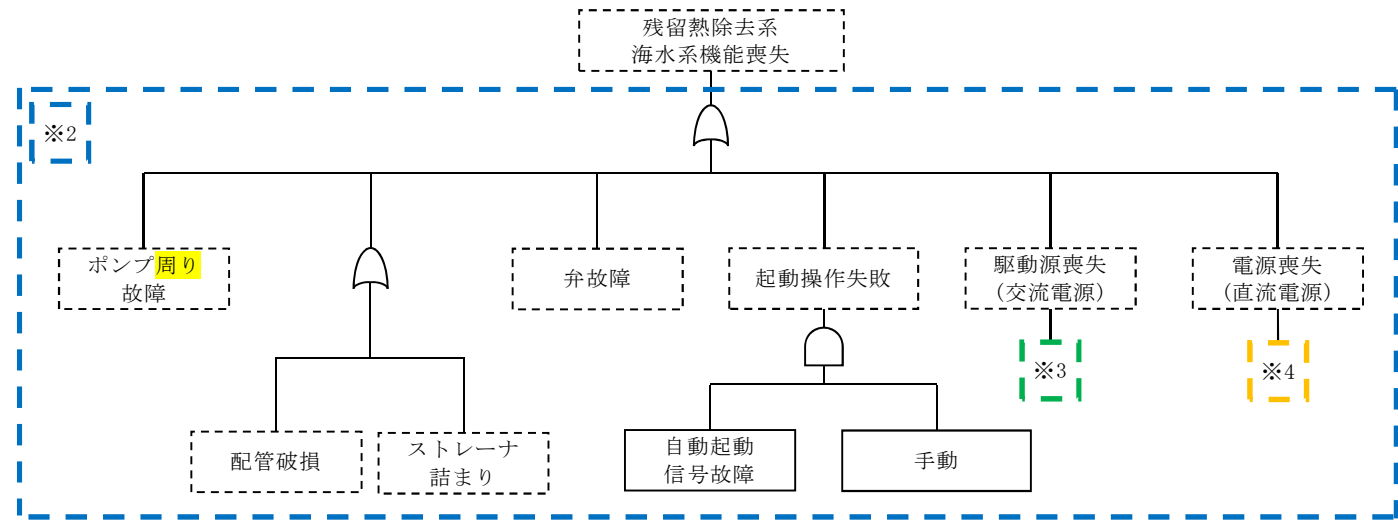 残留熱除去系
海水系機能喪失
※2
ポンプ周り
故障
弁故障
起動操作失敗
駆動源喪失
(交流電源)
電源喪失
(直流電源)
※3
※4
配管破損
ストレーナ
詰まり
自動起動
信号故障
手動